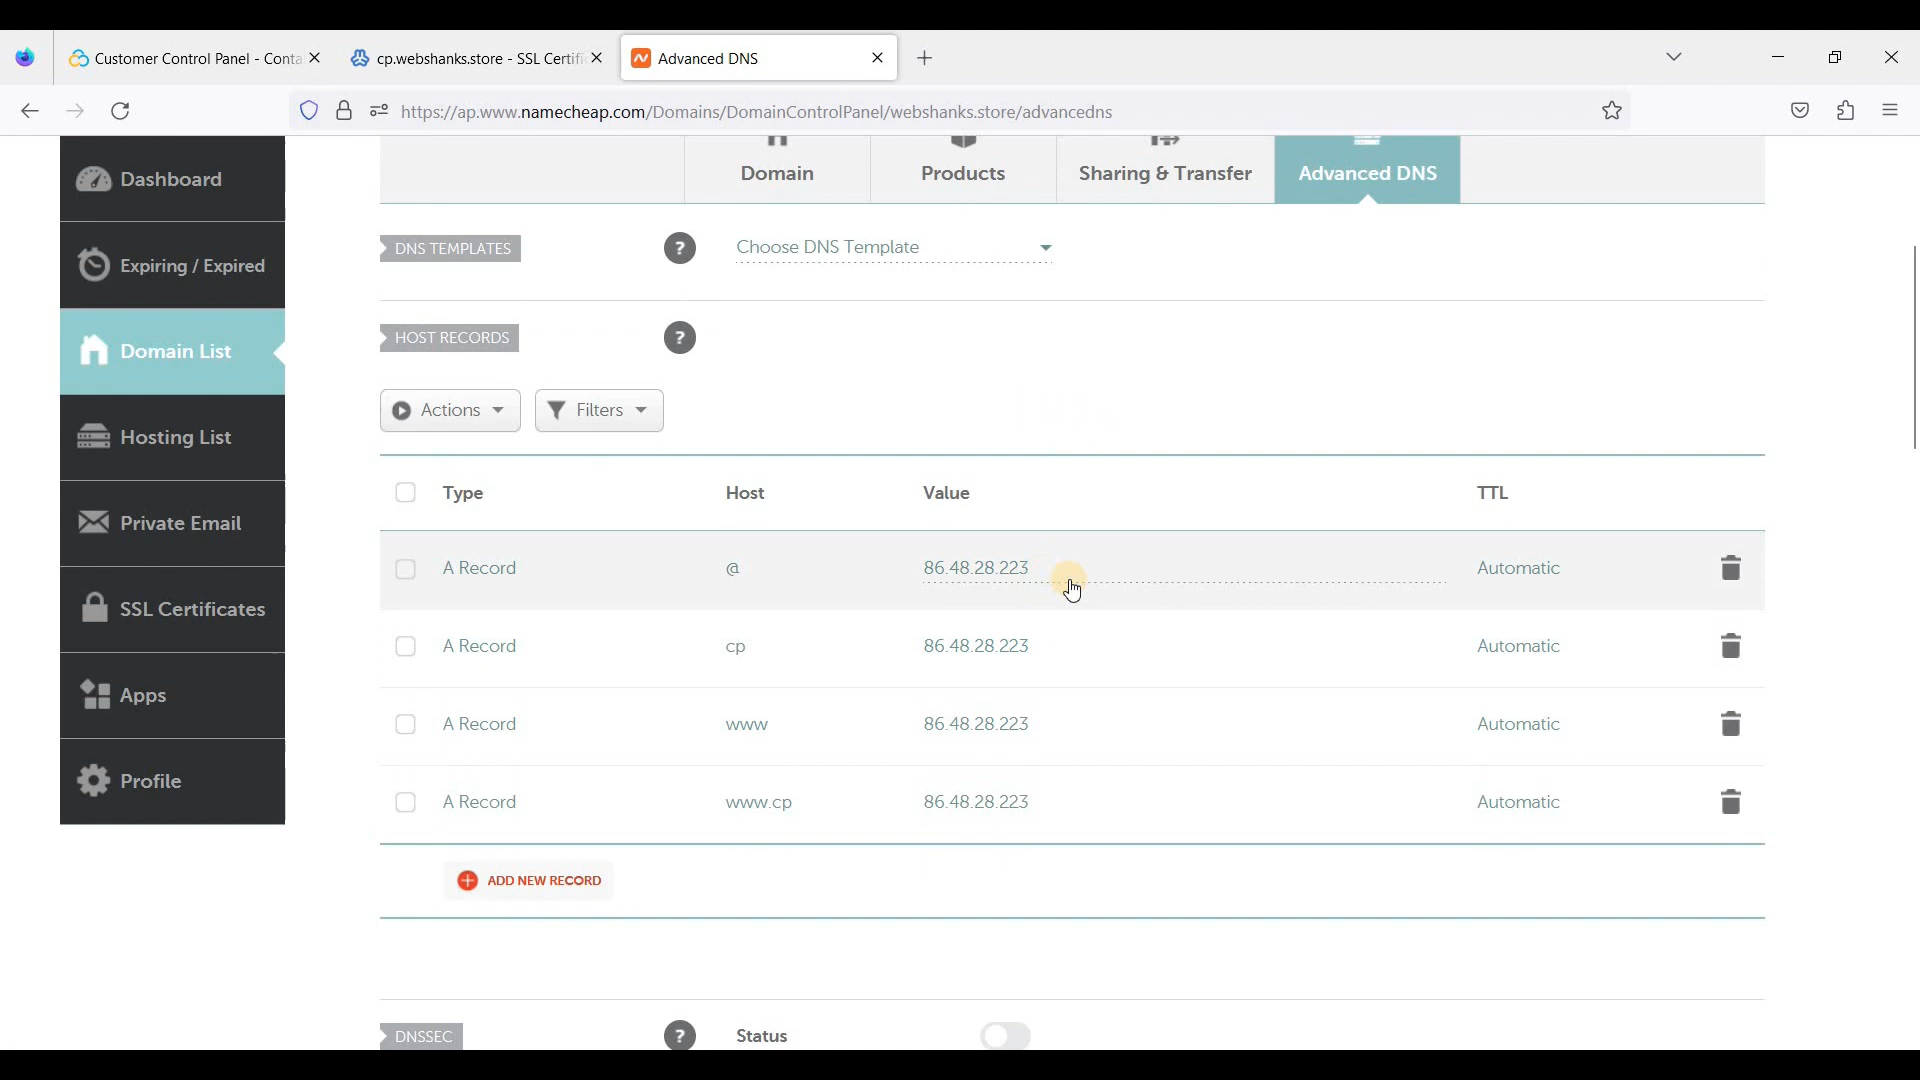 Customer Control Panel - Conta
cp.webshanks.store - SSL Certifi
Advanced DNS
https://ap.www.namecheap.com/Domains/DomainControlPanel/webshanks.store/advancedns
Dashboard
Expiring / Expired
Domain List
Hosting List
Private Email
SSL Certificates
Apps
Profile
Domain
Products
Sharing & Transfer
Advanced DNS
DNS TEMPLATES
?
Choose DNS Template
HOST RECORDS
?
Actions
Filters
Type Host Value TTL
A Record @ 86.48.28.223 Automatic
A Record cp 86.48.28.223 Automatic
A Record www 86.48.28.223 Automatic
A Record www.cp 86.48.28.223 Automatic
ADD NEW RECORD
DNSSEC
?
Status